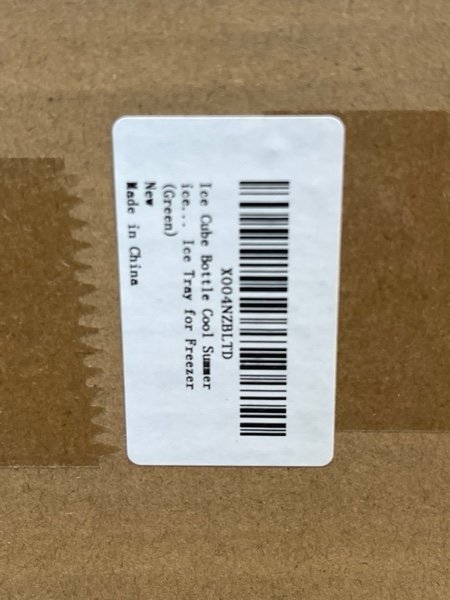 X004NZBLTD
Ice Cube Bottle Cool Summer
ice... Ice Tray for Freezer
(Green)
New
Made in China